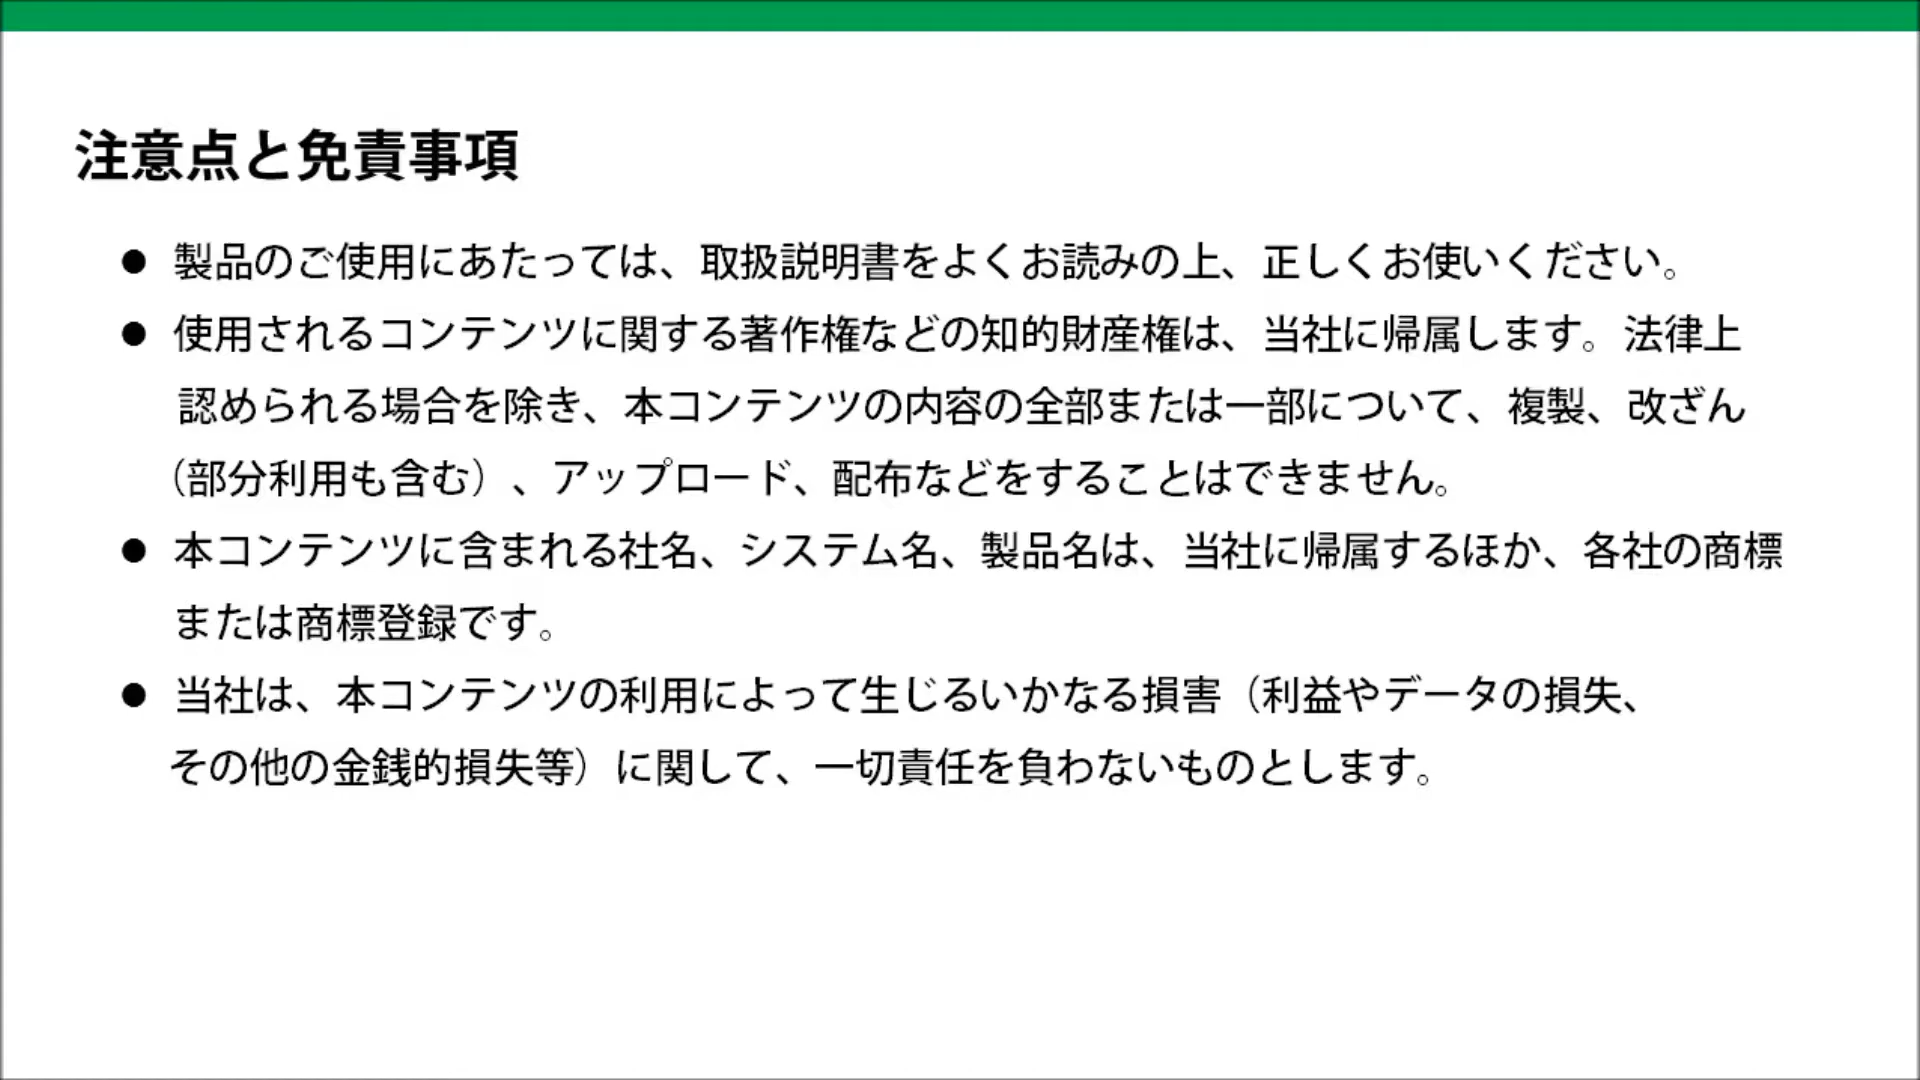 注意点と免責事項
● 製品のご使用にあたっては、取扱説明書をよくお読みの上、正しくお使いください。
● 使用されるコンテンツに関する著作権などの知的財産権は、当社に帰属します。法律上
認められる場合を除き、本コンテンツの内容の全部または一部について、複製、改ざん
（部分利用も含む）、アップロード、配布などをすることはできません。
● 本コンテンツに含まれる社名、システム名、製品名は、当社に帰属するほか、各社の商標
または商標登録です。
● 当社は、本コンテンツの利用によって生じるいかなる損害（利益やデータの損失、
その他の金銭的損失等）に関して、一切責任を負わないものとします。